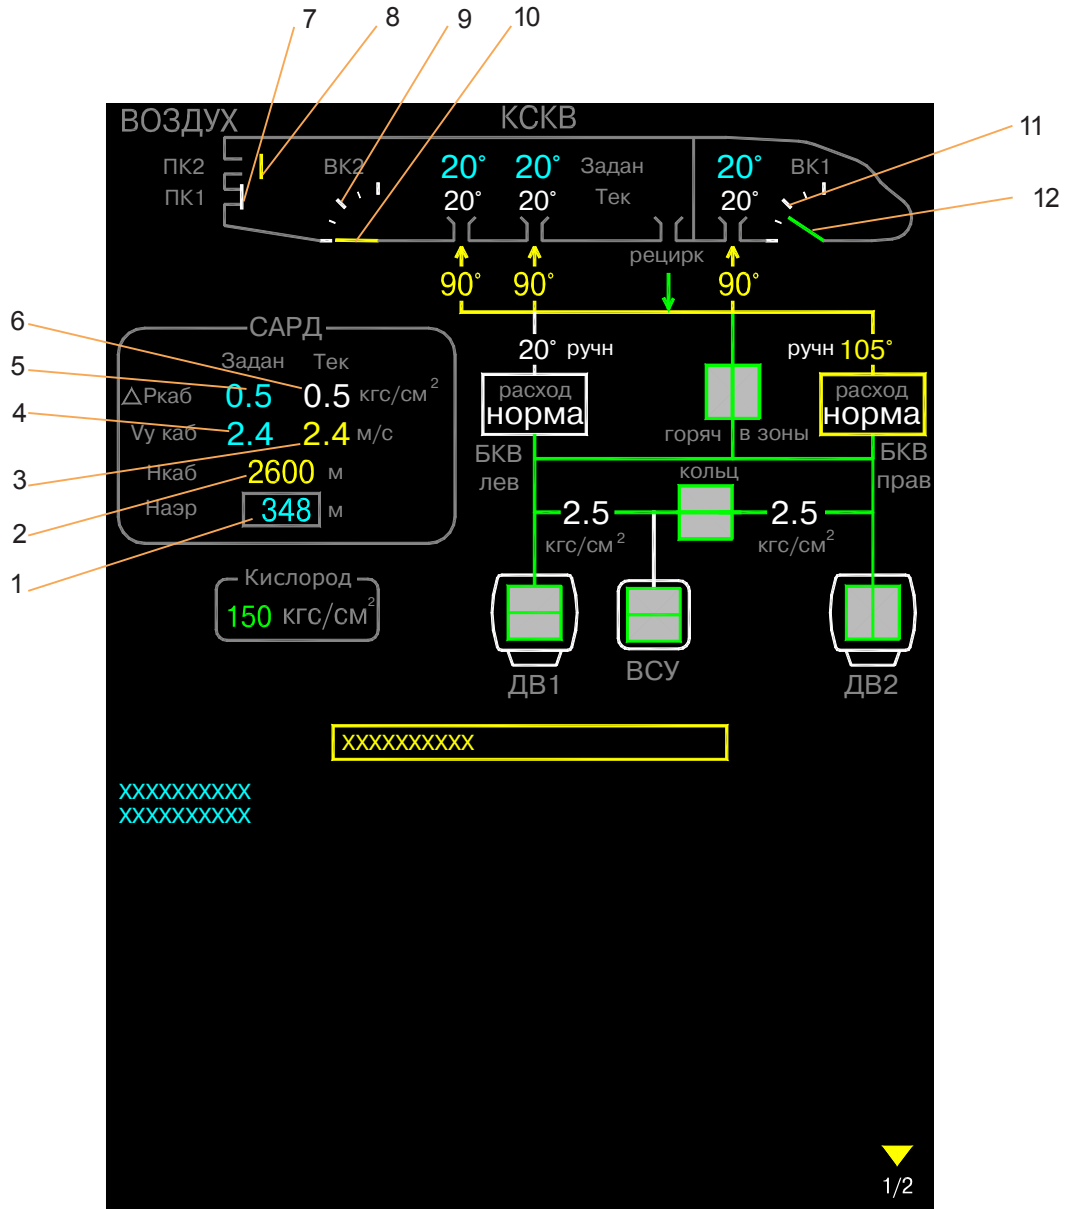 7 8 9 10
ВОЗДУХ КСКВ
11
ПК2 ВК2 20° 20° Задан 20° ВК1
ПК1 20° 20° Тек 20°
12
рецирк
90° 90° 90°
6
САРД
20° ручн ручн 105°
5
Задан Тек
△Ркаб 0.5 0.5 кгс/см²
расход расход
норма норма
4
Vy каб 2.4 2.4 м/с
горяч в зоны
БКВ БКВ
лев прав
3
Нкаб 2600 м
кольц
2
Наэр 348 м
2.5 2.5
кгс/см² кгс/см²
1
Кислород
150 кгс/см²
ДВ1 ВСУ ДВ2
XXXXXXXXXX
XXXXXXXXXX
XXXXXXXXXX
1/2